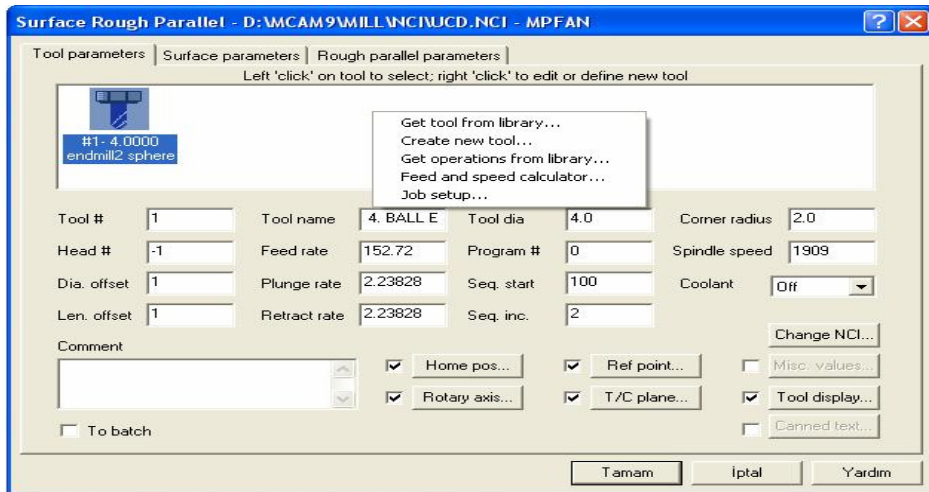 Surface Rough Parallel - D:\MCAM9\MILL\NCI\UCD.NCI - MPFAN
Tool parameters Surface parameters Rough parallel parameters
Left 'click' on tool to select; right 'click' to edit or define new tool
#1- 4.0000
endmill2 sphere
Get tool from library...
Create new tool...
Get operations from library...
Feed and speed calculator...
Job setup...
Tool # 1 Tool name 4. BALL E Tool dia 4.0 Corner radius 2.0
Head # -1 Feed rate 152.72 Program # 0 Spindle speed 1909
Dia. offset 1 Plunge rate 2.23828 Seq. start 100 Coolant Off
Len. offset 1 Retract rate 2.23828 Seq. inc. 2
Change NCI...
Comment
Home pos... Ref point... Misc. values...
Rotary axis... T/C plane... Tool display...
To batch Canned text...
Tamam İptal Yardım